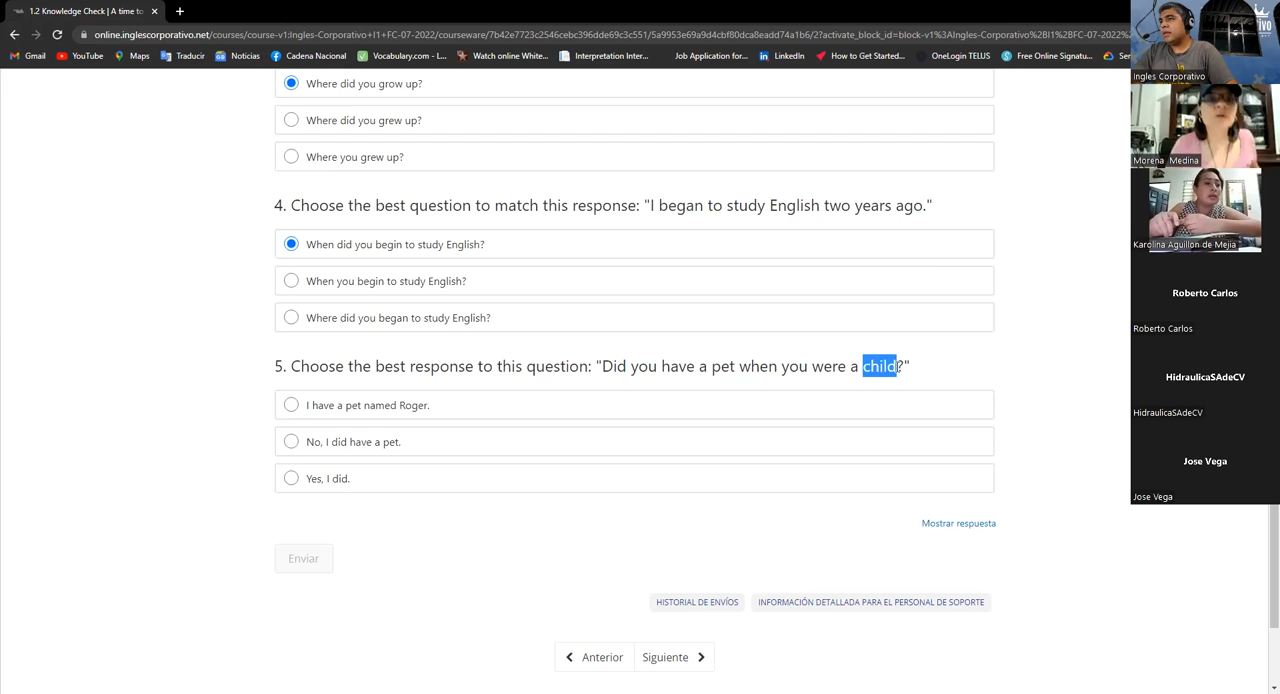 1.2 Knowledge Check | A time to
online.inglescorporativo.net/courses/course-v1:Ingles-Corporativo+I1+FC-07-2022/courseware/7b42e7723c2546cebc396dde69c3c551/5a9953e69a9d4cbf80dca8eadd74a1b6/2?activate_block_id=block-v1%3AIngles-Corporativo%2BI1%2BFC-07-2022%2
Gmail YouTube Maps Traducir Noticias Cadena Nacional Vocabulary.com - L... Watch online White... Interpretation Inter... Job Application for... LinkedIn How to Get Started... OneLogin TELUS Free Online Signatu... Ser
Where did you grow up?
Where did you grew up?
Where you grew up?
4. Choose the best question to match this response: "I began to study English two years ago."
When did you begin to study English?
When you begin to study English?
Where did you began to study English?
5. Choose the best response to this question: "Did you have a pet when you were a child?"
I have a pet named Roger.
No, I did have a pet.
Yes, I did.
Mostrar respuesta
Enviar
HISTORIAL DE ENVÍOS INFORMACIÓN DETALLADA PARA EL PERSONAL DE SOPORTE
Anterior Siguiente
Ingles Corporativo
Morena Medina
Karolina Aguillon de Mejia
Roberto Carlos
Roberto Carlos
HidraulicaSAdeCV
HidraulicaSAdeCV
Jose Vega
Jose Vega